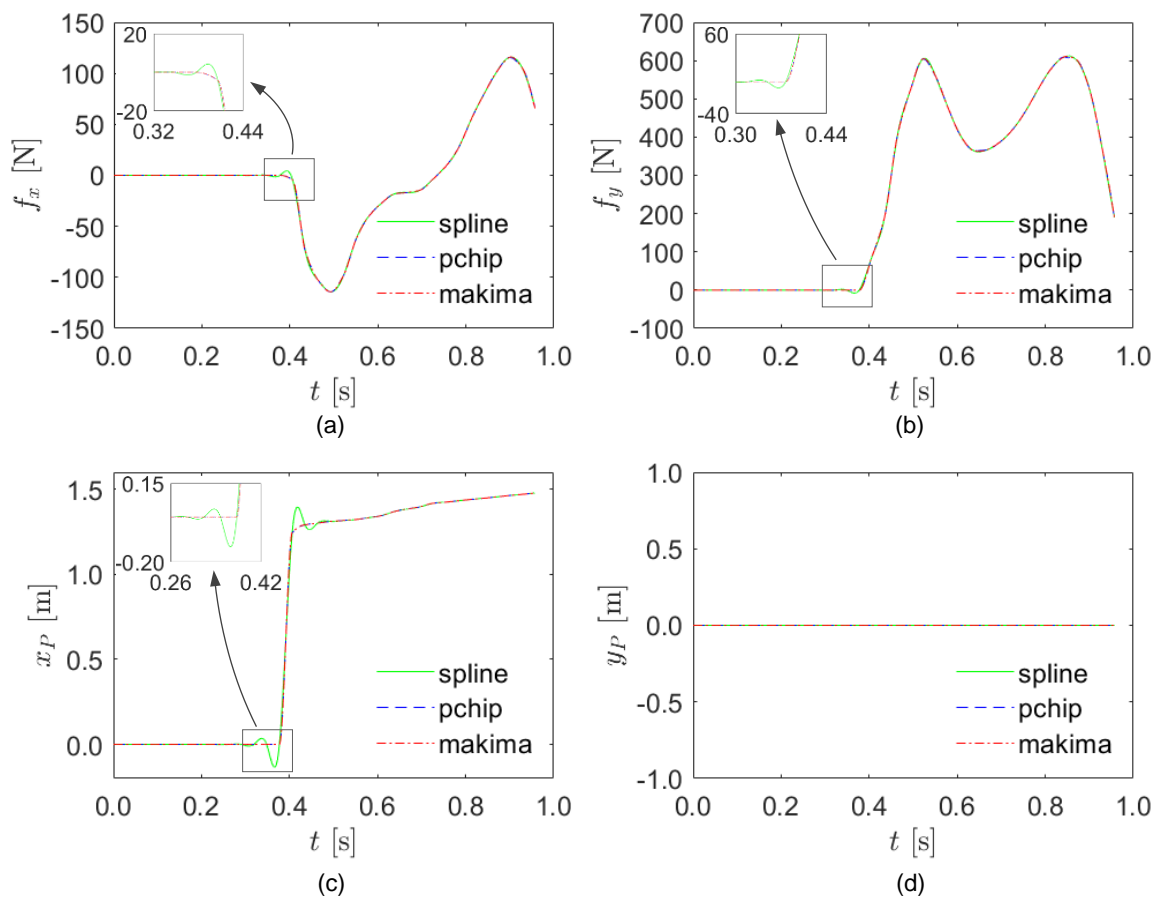 150
100
50
0
-50
-100
-150
f_x [N]
20
-20
0.32 0.44
spline
pchip
makima
0.0 0.2 0.4 0.6 0.8 1.0
t [s]
(a)
700
600
500
400
300
200
100
0
-100
f_y [N]
60
-40
0.30 0.44
spline
pchip
makima
0.0 0.2 0.4 0.6 0.8 1.0
t [s]
(b)
1.5
1.0
0.5
0.0
x_P [m]
0.15
-0.20
0.26 0.42
spline
pchip
makima
0.0 0.2 0.4 0.6 0.8 1.0
t [s]
(c)
1.0
0.5
0.0
-0.5
-1.0
y_P [m]
spline
pchip
makima
0.0 0.2 0.4 0.6 0.8 1.0
t [s]
(d)